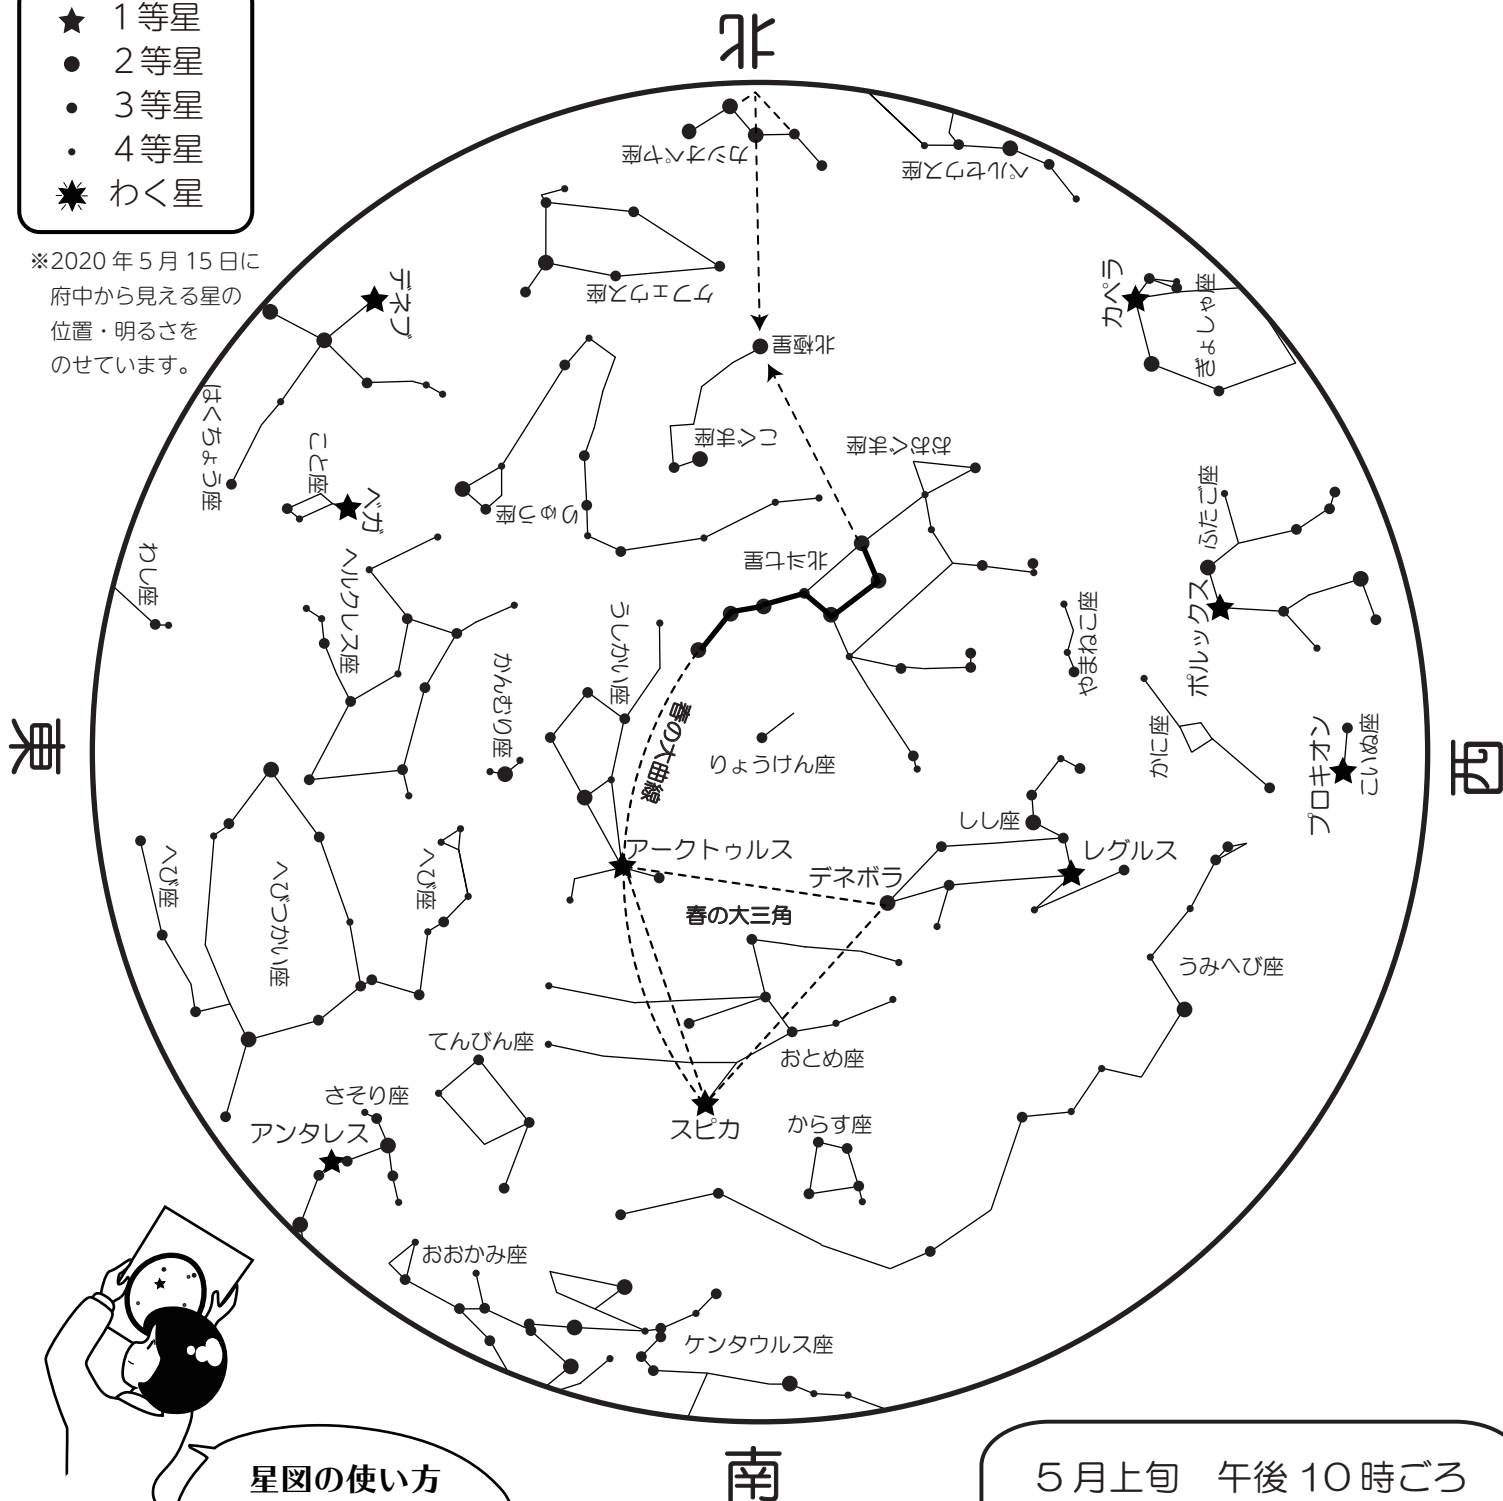 北
1等星
2等星
3等星
4等星
わく星
※2020年5月15日に
府中から見える星の
位置・明るさを
のせています。
カシオペヤ座
ペルセウス座
ケフェウス座
デネブ
はくちょう座
カペラ
ぎょしゃ座
北極星
こぐま座
おおぐま座
こと座
ベガ
りゅう座
北斗七星
ふたご座
ポルックス
わし座
ヘルクレス座
かんむり座
うしかい座
春の大曲線
りょうけん座
やまねこ座
かに座
プロキオン
こいぬ座
東
西
しし座
レグルス
アークトゥルス
デネボラ
春の大三角
へび座
へびつかい座
へび座
うみへび座
てんびん座
おとめ座
さそり座
アンタレス
スピカ
からす座
おおかみ座
ケンタウルス座
南
星図の使い方
5月上旬 午後10時ごろ